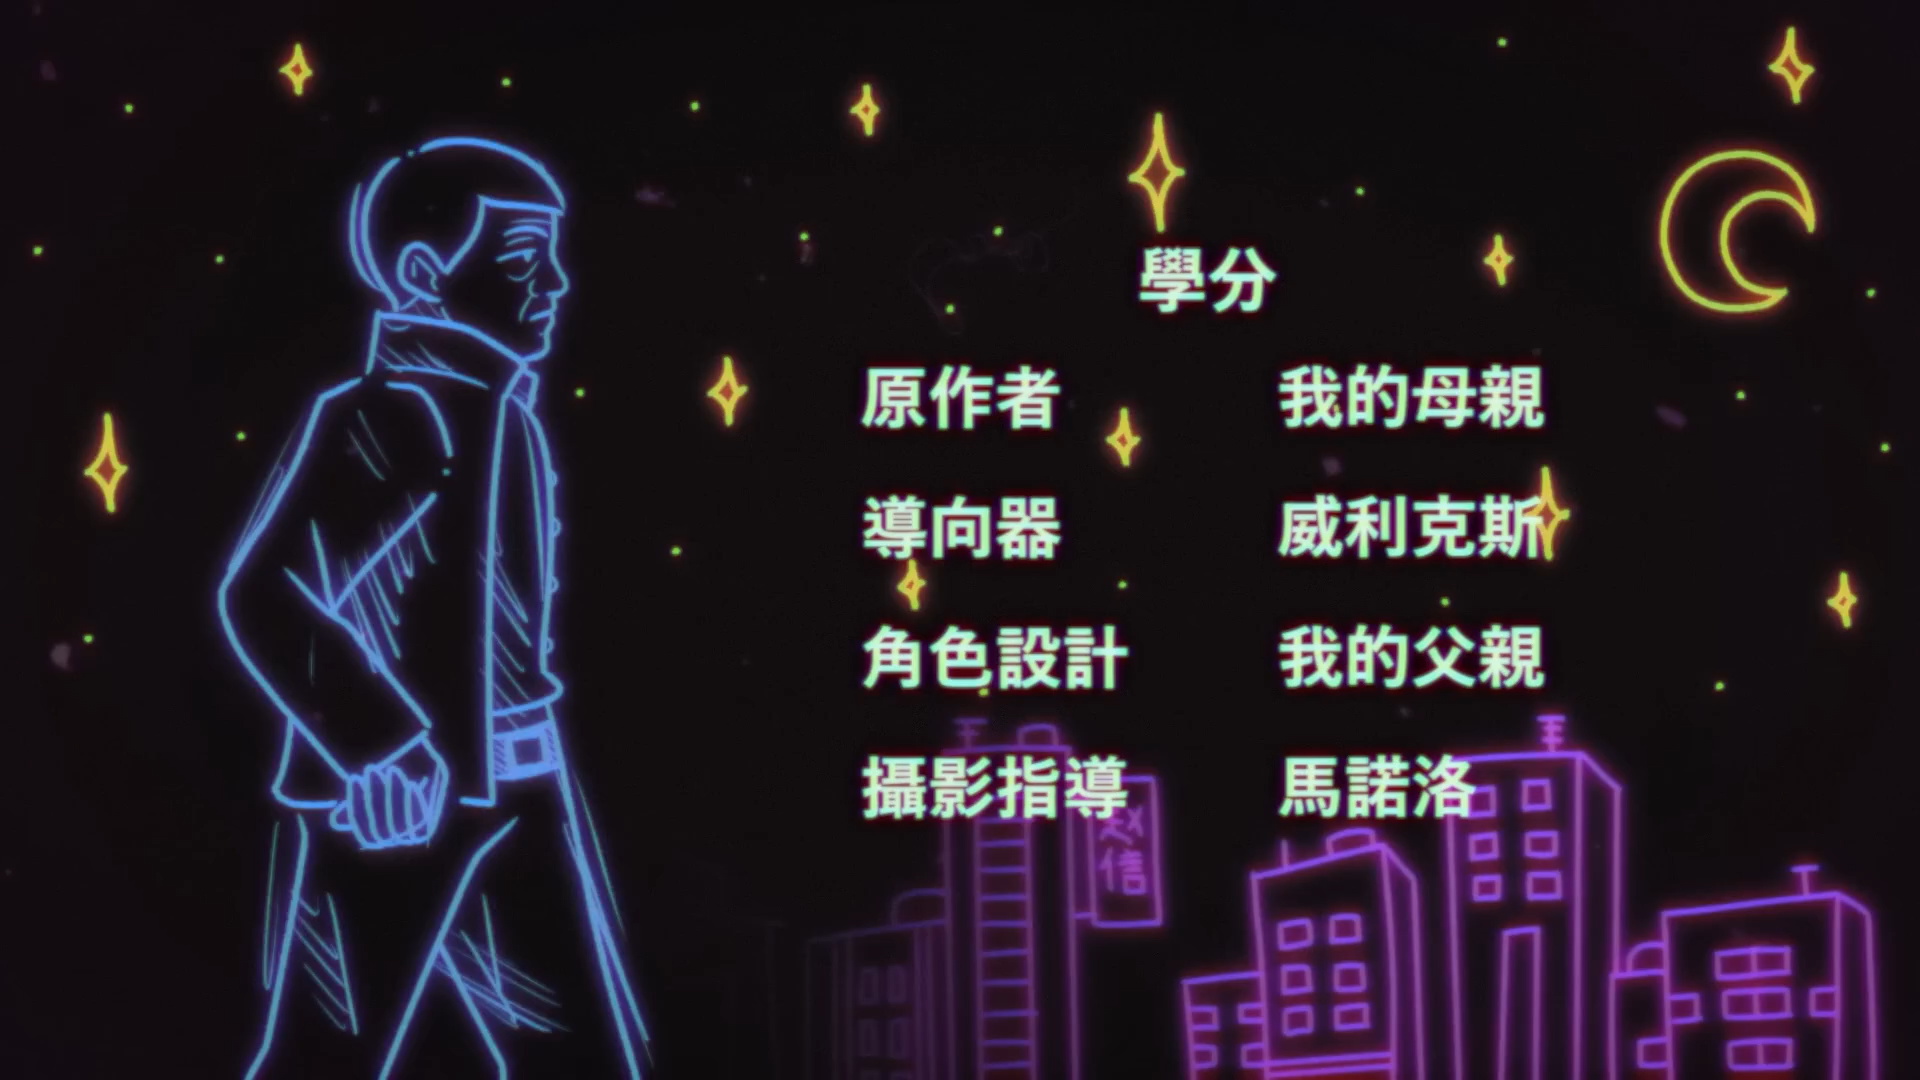 學分
原作者 我的母親
導向器 威利克斯
角色設計 我的父親
攝影指導 馬諾洛
信